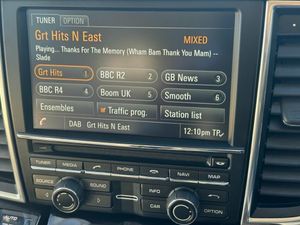 TUNER OPTION
Grt Hits N East MIXED
Playing... Thanks For The Memory (Wham Bam Thank You Mam) --
Slade
Grt Hits 1 BBC R2 2 GB News 3
BBC R4 4 Boom UK 5 Smooth 6
Ensembles Traffic prog. Station list
DAB Grt Hits N East 12:10pm TP
TUNER MEDIA PHONE NAVI MAP
SOURCE SOUND INFO
CAR OPTION
AUTO